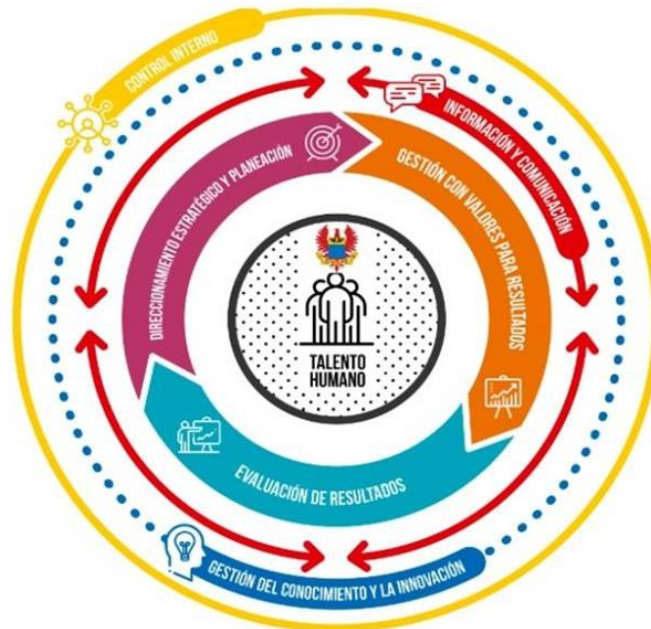 CONTROL INTERNO
INFORMACIÓN Y COMUNICACIÓN
DIRECCIONAMIENTO ESTRATÉGICO Y PLANEACIÓN
GESTIÓN CON VALORES PARA RESULTADOS
TALENTO
HUMANO
EVALUACIÓN DE RESULTADOS
GESTIÓN DEL CONOCIMIENTO Y LA INNOVACIÓN